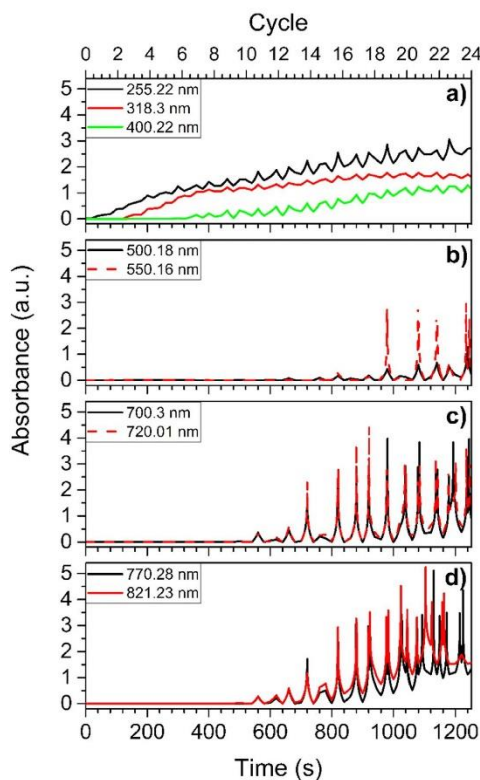 Cycle
0 2 4 6 8 10 12 14 16 18 20 22 24
Absorbance (a.u.)
5
4
3
2
1
0
255.22 nm
318.3 nm
400.22 nm
a)
5
4
3
2
1
0
500.18 nm
550.16 nm
b)
5
4
3
2
1
0
700.3 nm
720.01 nm
c)
5
4
3
2
1
0
770.28 nm
821.23 nm
d)
0 200 400 600 800 1000 1200
Time (s)